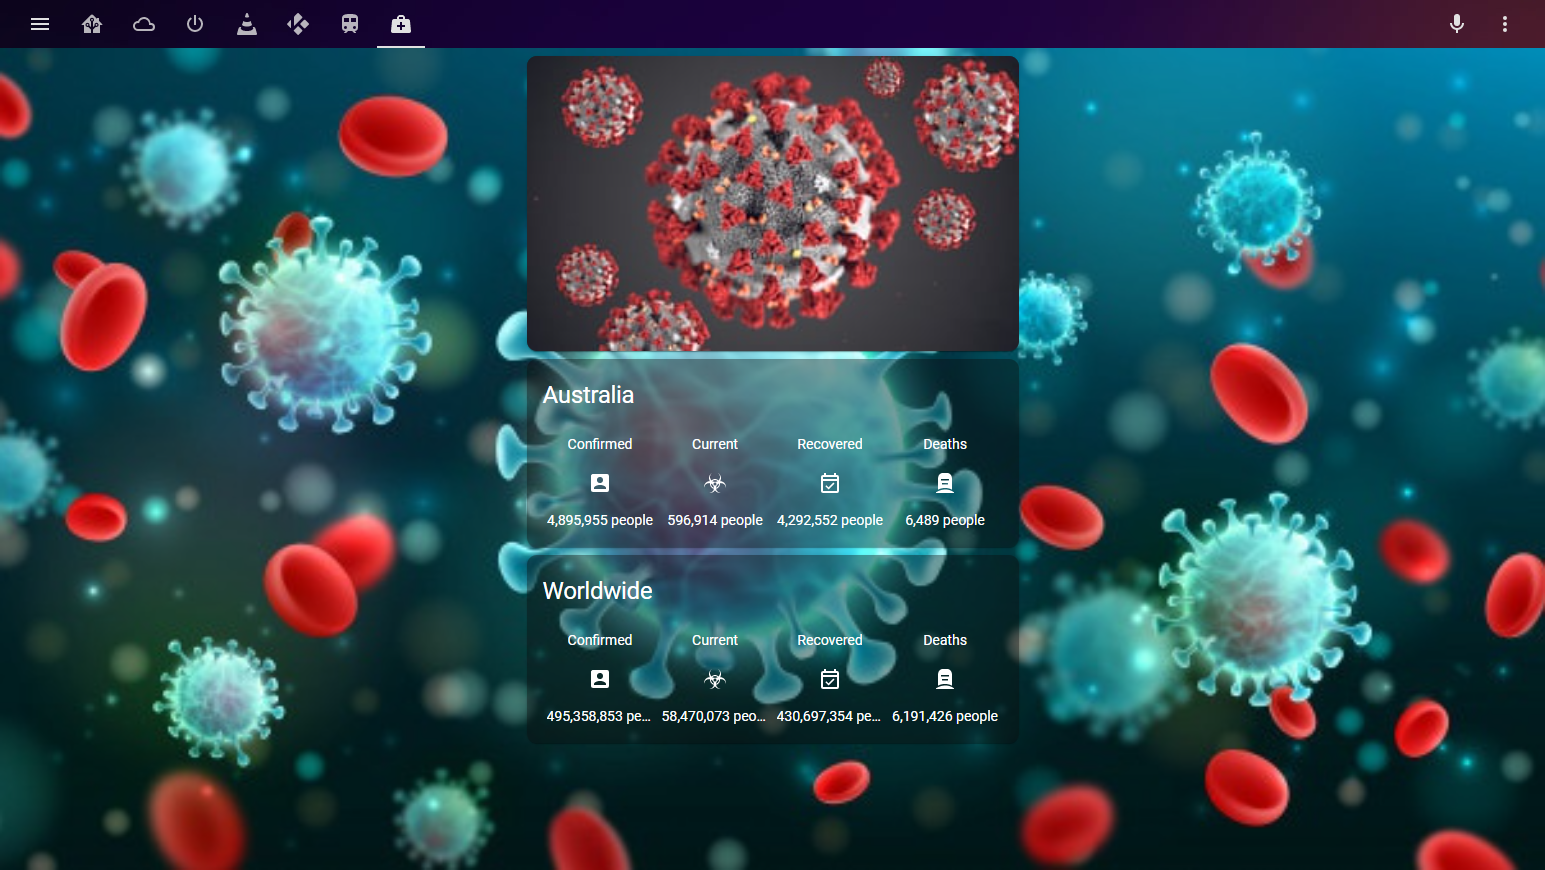 Australia
Confirmed Current Recovered Deaths
4,895,955 people 596,914 people 4,292,552 people 6,489 people
Worldwide
Confirmed Current Recovered Deaths
495,358,853 pe... 58,470,073 peo... 430,697,354 pe... 6,191,426 people